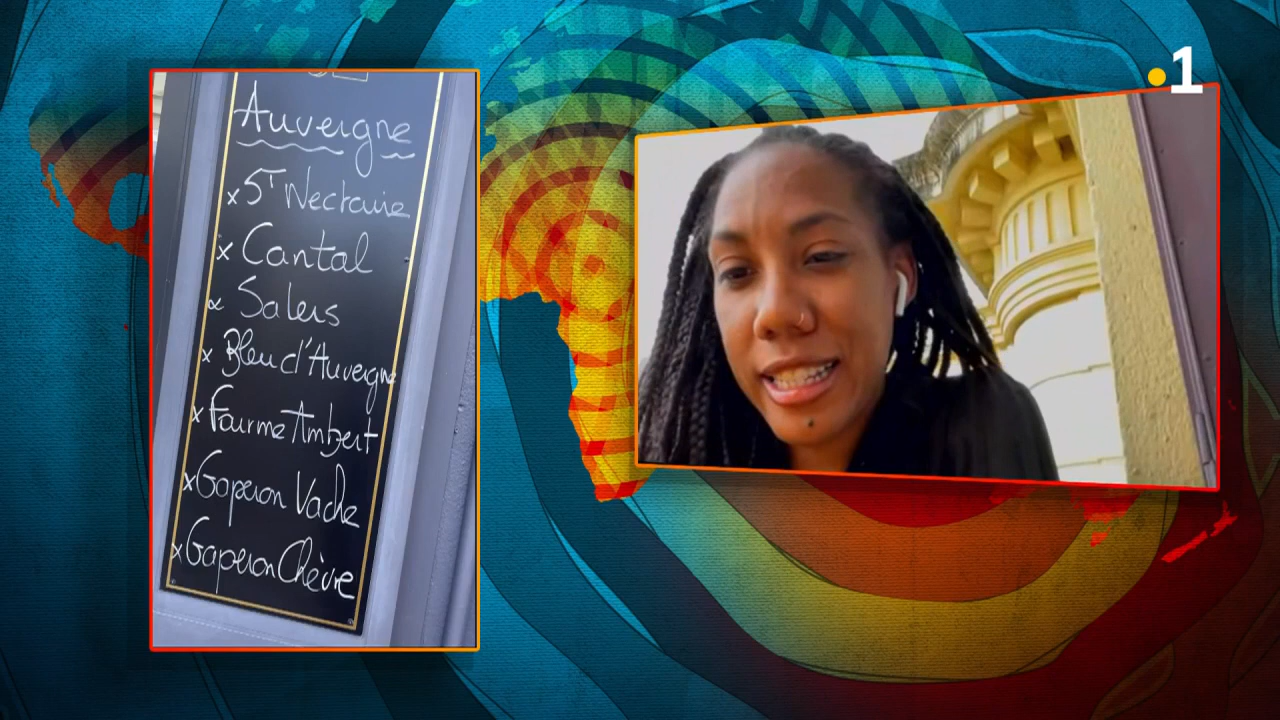 Auvergne
x St Nectaire
x Cantal
x Salers
x Bleu d'Auvergne
x Fourme Ambert
x Gaperon Vache
x Gaperon Chèvre
1